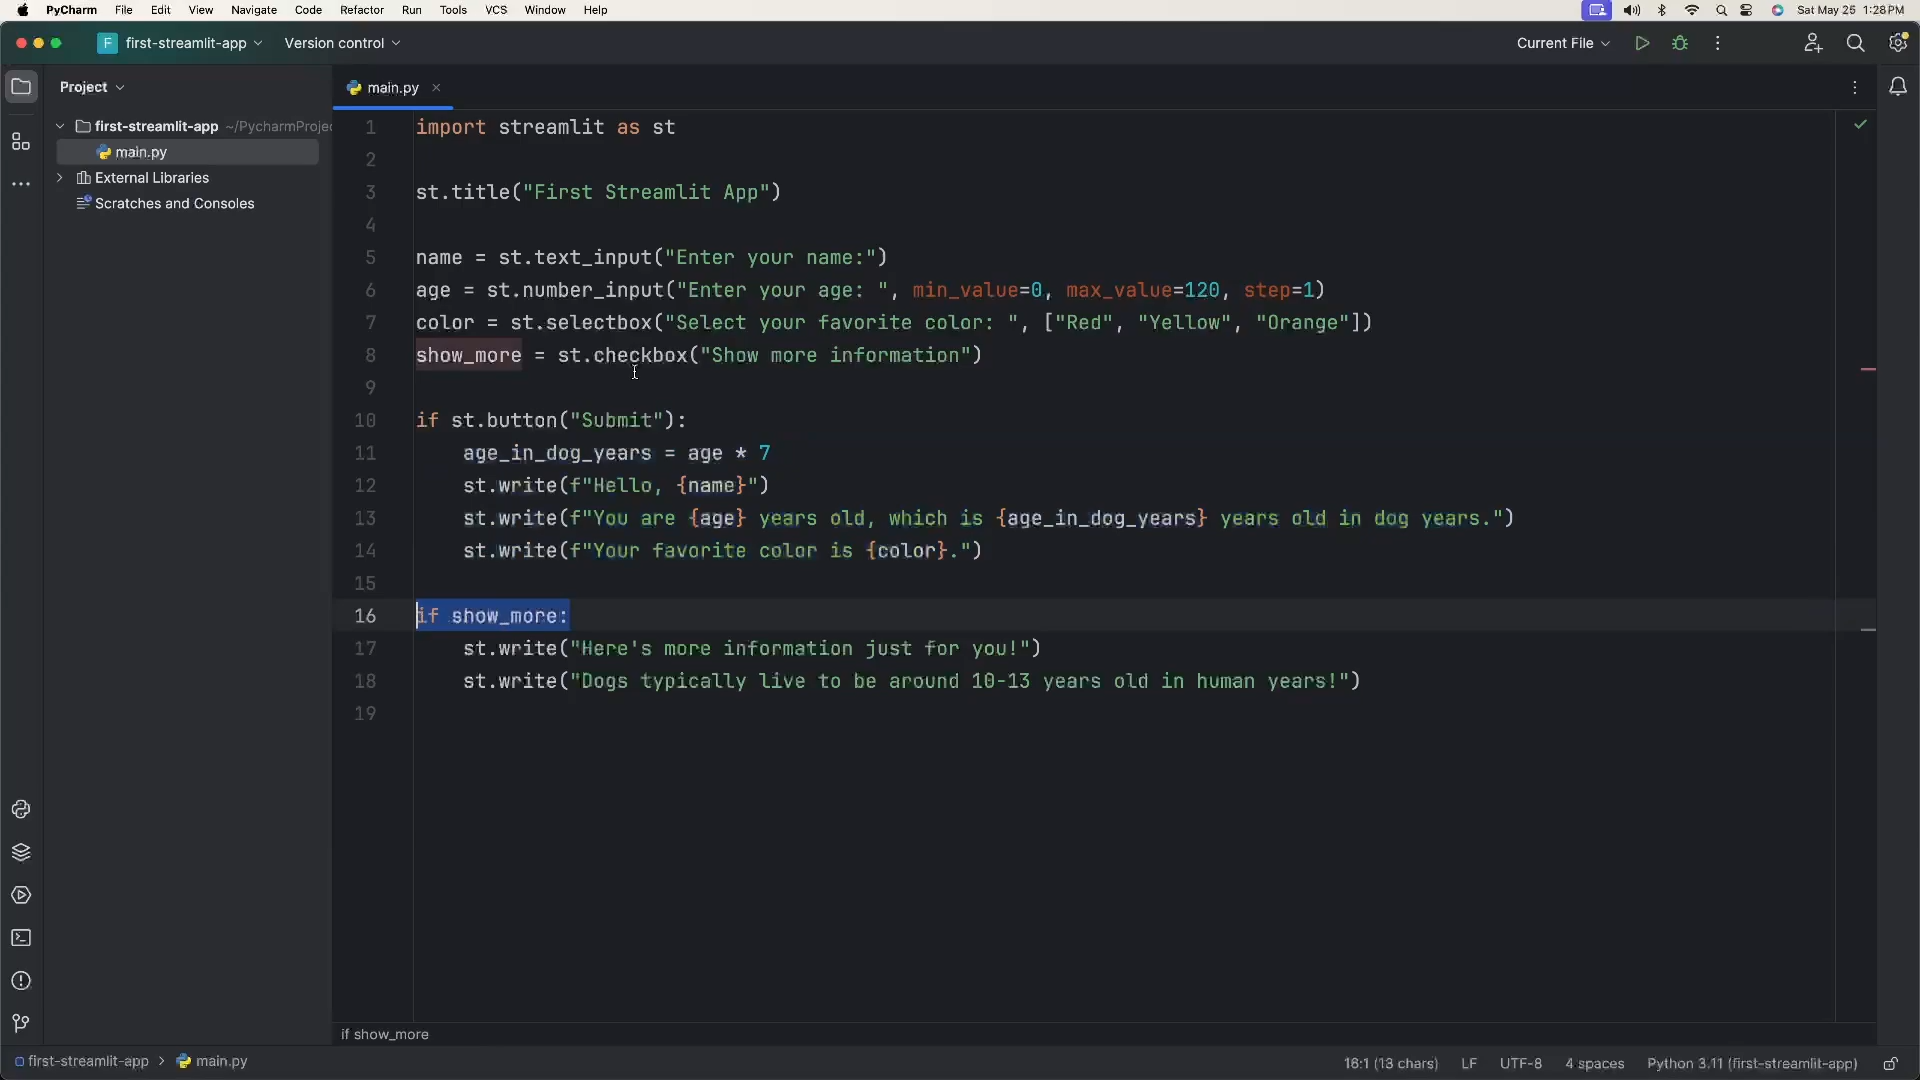 PyCharm File Edit View Navigate Code Refactor Run Tools VCS Window Help Sat May 25 1:28 PM
F first-streamlit-app Version control Current File
Project
main.py
first-streamlit-app ~/PycharmProjec
main.py
External Libraries
Scratches and Consoles
1 import streamlit as st
2
3 st.title("First Streamlit App")
4
5 name = st.text_input("Enter your name:")
6 age = st.number_input("Enter your age: ", min_value=0, max_value=120, step=1)
7 color = st.selectbox("Select your favorite color: ", ["Red", "Yellow", "Orange"])
8 show_more = st.checkbox("Show more information")
9
10 if st.button("Submit"):
11 age_in_dog_years = age * 7
12 st.write(f"Hello, {name}")
13 st.write(f"You are {age} years old, which is {age_in_dog_years} years old in dog years.")
14 st.write(f"Your favorite color is {color}.")
15
16 if show_more:
17 st.write("Here's more information just for you!")
18 st.write("Dogs typically live to be around 10-13 years old in human years!")
19
if show_more
first-streamlit-app > main.py 16:1 (13 chars) LF UTF-8 4 spaces Python 3.11 (first-streamlit-app)